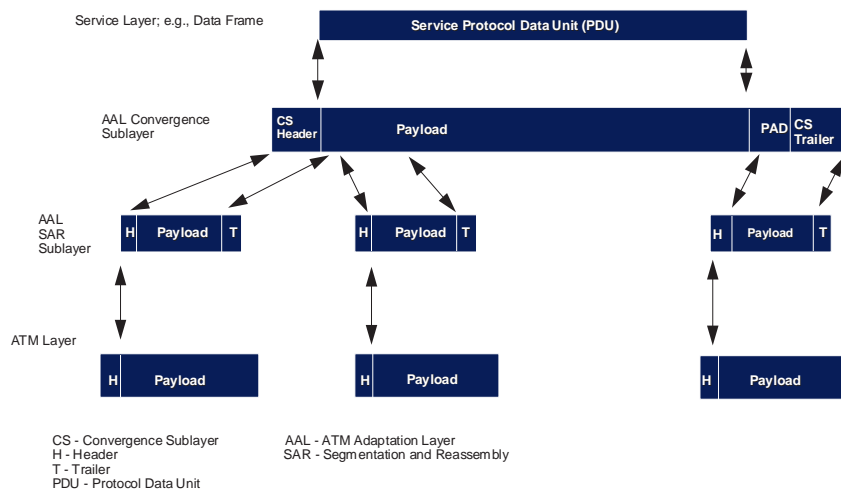 Service Layer; e.g., Data Frame
Service Protocol Data Unit (PDU)
AAL Convergence
Sublayer
CS
Header
Payload
PAD
CS
Trailer
AAL
SAR
Sublayer
H Payload T
H Payload T
H Payload T
ATM Layer
H Payload
H Payload
H Payload
CS - Convergence Sublayer
H - Header
T - Trailer
PDU - Protocol Data Unit
AAL - ATM Adaptation Layer
SAR - Segmentation and Reassembly